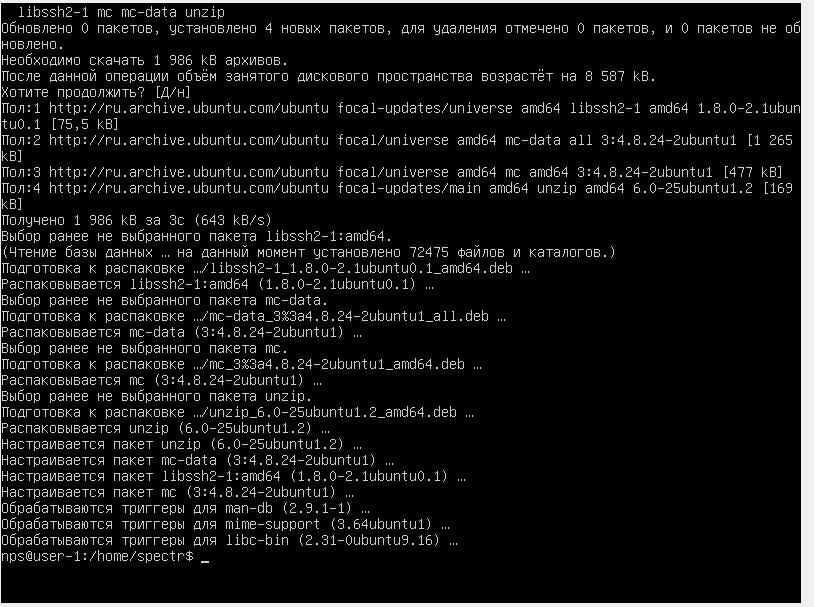 libssh2-1 mc mc-data unzip
Обновлено 0 пакетов, установлено 4 новых пакетов, для удаления отмечено 0 пакетов, и 0 пакетов не об
новлено.
Необходимо скачать 1 986 kB архивов.
После данной операции объём занятого дискового пространства возрастёт на 8 587 kB.
Хотите продолжить? [Д/н]
Пол:1 http://ru.archive.ubuntu.com/ubuntu focal-updates/universe amd64 libssh2-1 amd64 1.8.0-2.1ubun
tu0.1 [75,5 kB]
Пол:2 http://ru.archive.ubuntu.com/ubuntu focal/universe amd64 mc-data all 3:4.8.24-2ubuntu1 [1 265
kB]
Пол:3 http://ru.archive.ubuntu.com/ubuntu focal/universe amd64 mc amd64 3:4.8.24-2ubuntu1 [477 kB]
Пол:4 http://ru.archive.ubuntu.com/ubuntu focal-updates/main amd64 unzip amd64 6.0-25ubuntu1.2 [169
kB]
Получено 1 986 kB за 3с (643 kB/s)
Выбор ранее не выбранного пакета libssh2-1:amd64.
(Чтение базы данных … на данный момент установлено 72475 файлов и каталогов.)
Подготовка к распаковке …/libssh2-1_1.8.0-2.1ubuntu0.1_amd64.deb …
Распаковывается libssh2-1:amd64 (1.8.0-2.1ubuntu0.1) …
Выбор ранее не выбранного пакета mc-data.
Подготовка к распаковке …/mc-data_3%3a4.8.24-2ubuntu1_all.deb …
Распаковывается mc-data (3:4.8.24-2ubuntu1) …
Выбор ранее не выбранного пакета mc.
Подготовка к распаковке …/mc_3%3a4.8.24-2ubuntu1_amd64.deb …
Распаковывается mc (3:4.8.24-2ubuntu1) …
Выбор ранее не выбранного пакета unzip.
Подготовка к распаковке …/unzip_6.0-25ubuntu1.2_amd64.deb …
Распаковывается unzip (6.0-25ubuntu1.2) …
Настраивается пакет unzip (6.0-25ubuntu1.2) …
Настраивается пакет mc-data (3:4.8.24-2ubuntu1) …
Настраивается пакет libssh2-1:amd64 (1.8.0-2.1ubuntu0.1) …
Настраивается пакет mc (3:4.8.24-2ubuntu1) …
Обрабатываются триггеры для man-db (2.9.1-1) …
Обрабатываются триггеры для mime-support (3.64ubuntu1) …
Обрабатываются триггеры для libc-bin (2.31-0ubuntu9.16) …
nps@user-1:/home/spectr$ _